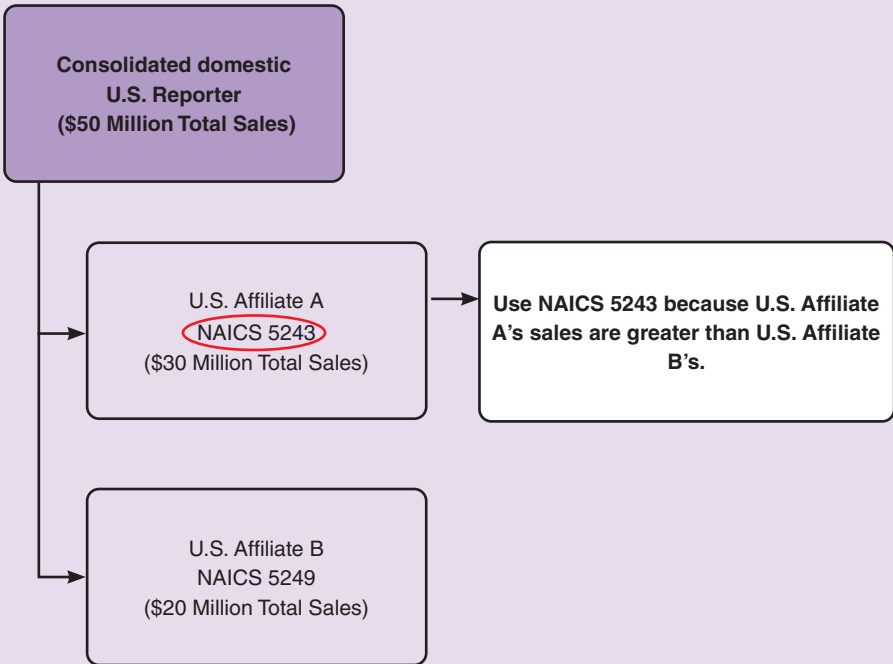 Consolidated domestic
U.S. Reporter
($50 Million Total Sales)
U.S. Affiliate A
NAICS 5243
($30 Million Total Sales)
Use NAICS 5243 because U.S. Affiliate
A’s sales are greater than U.S. Affiliate
B’s.
U.S. Affiliate B
NAICS 5249
($20 Million Total Sales)